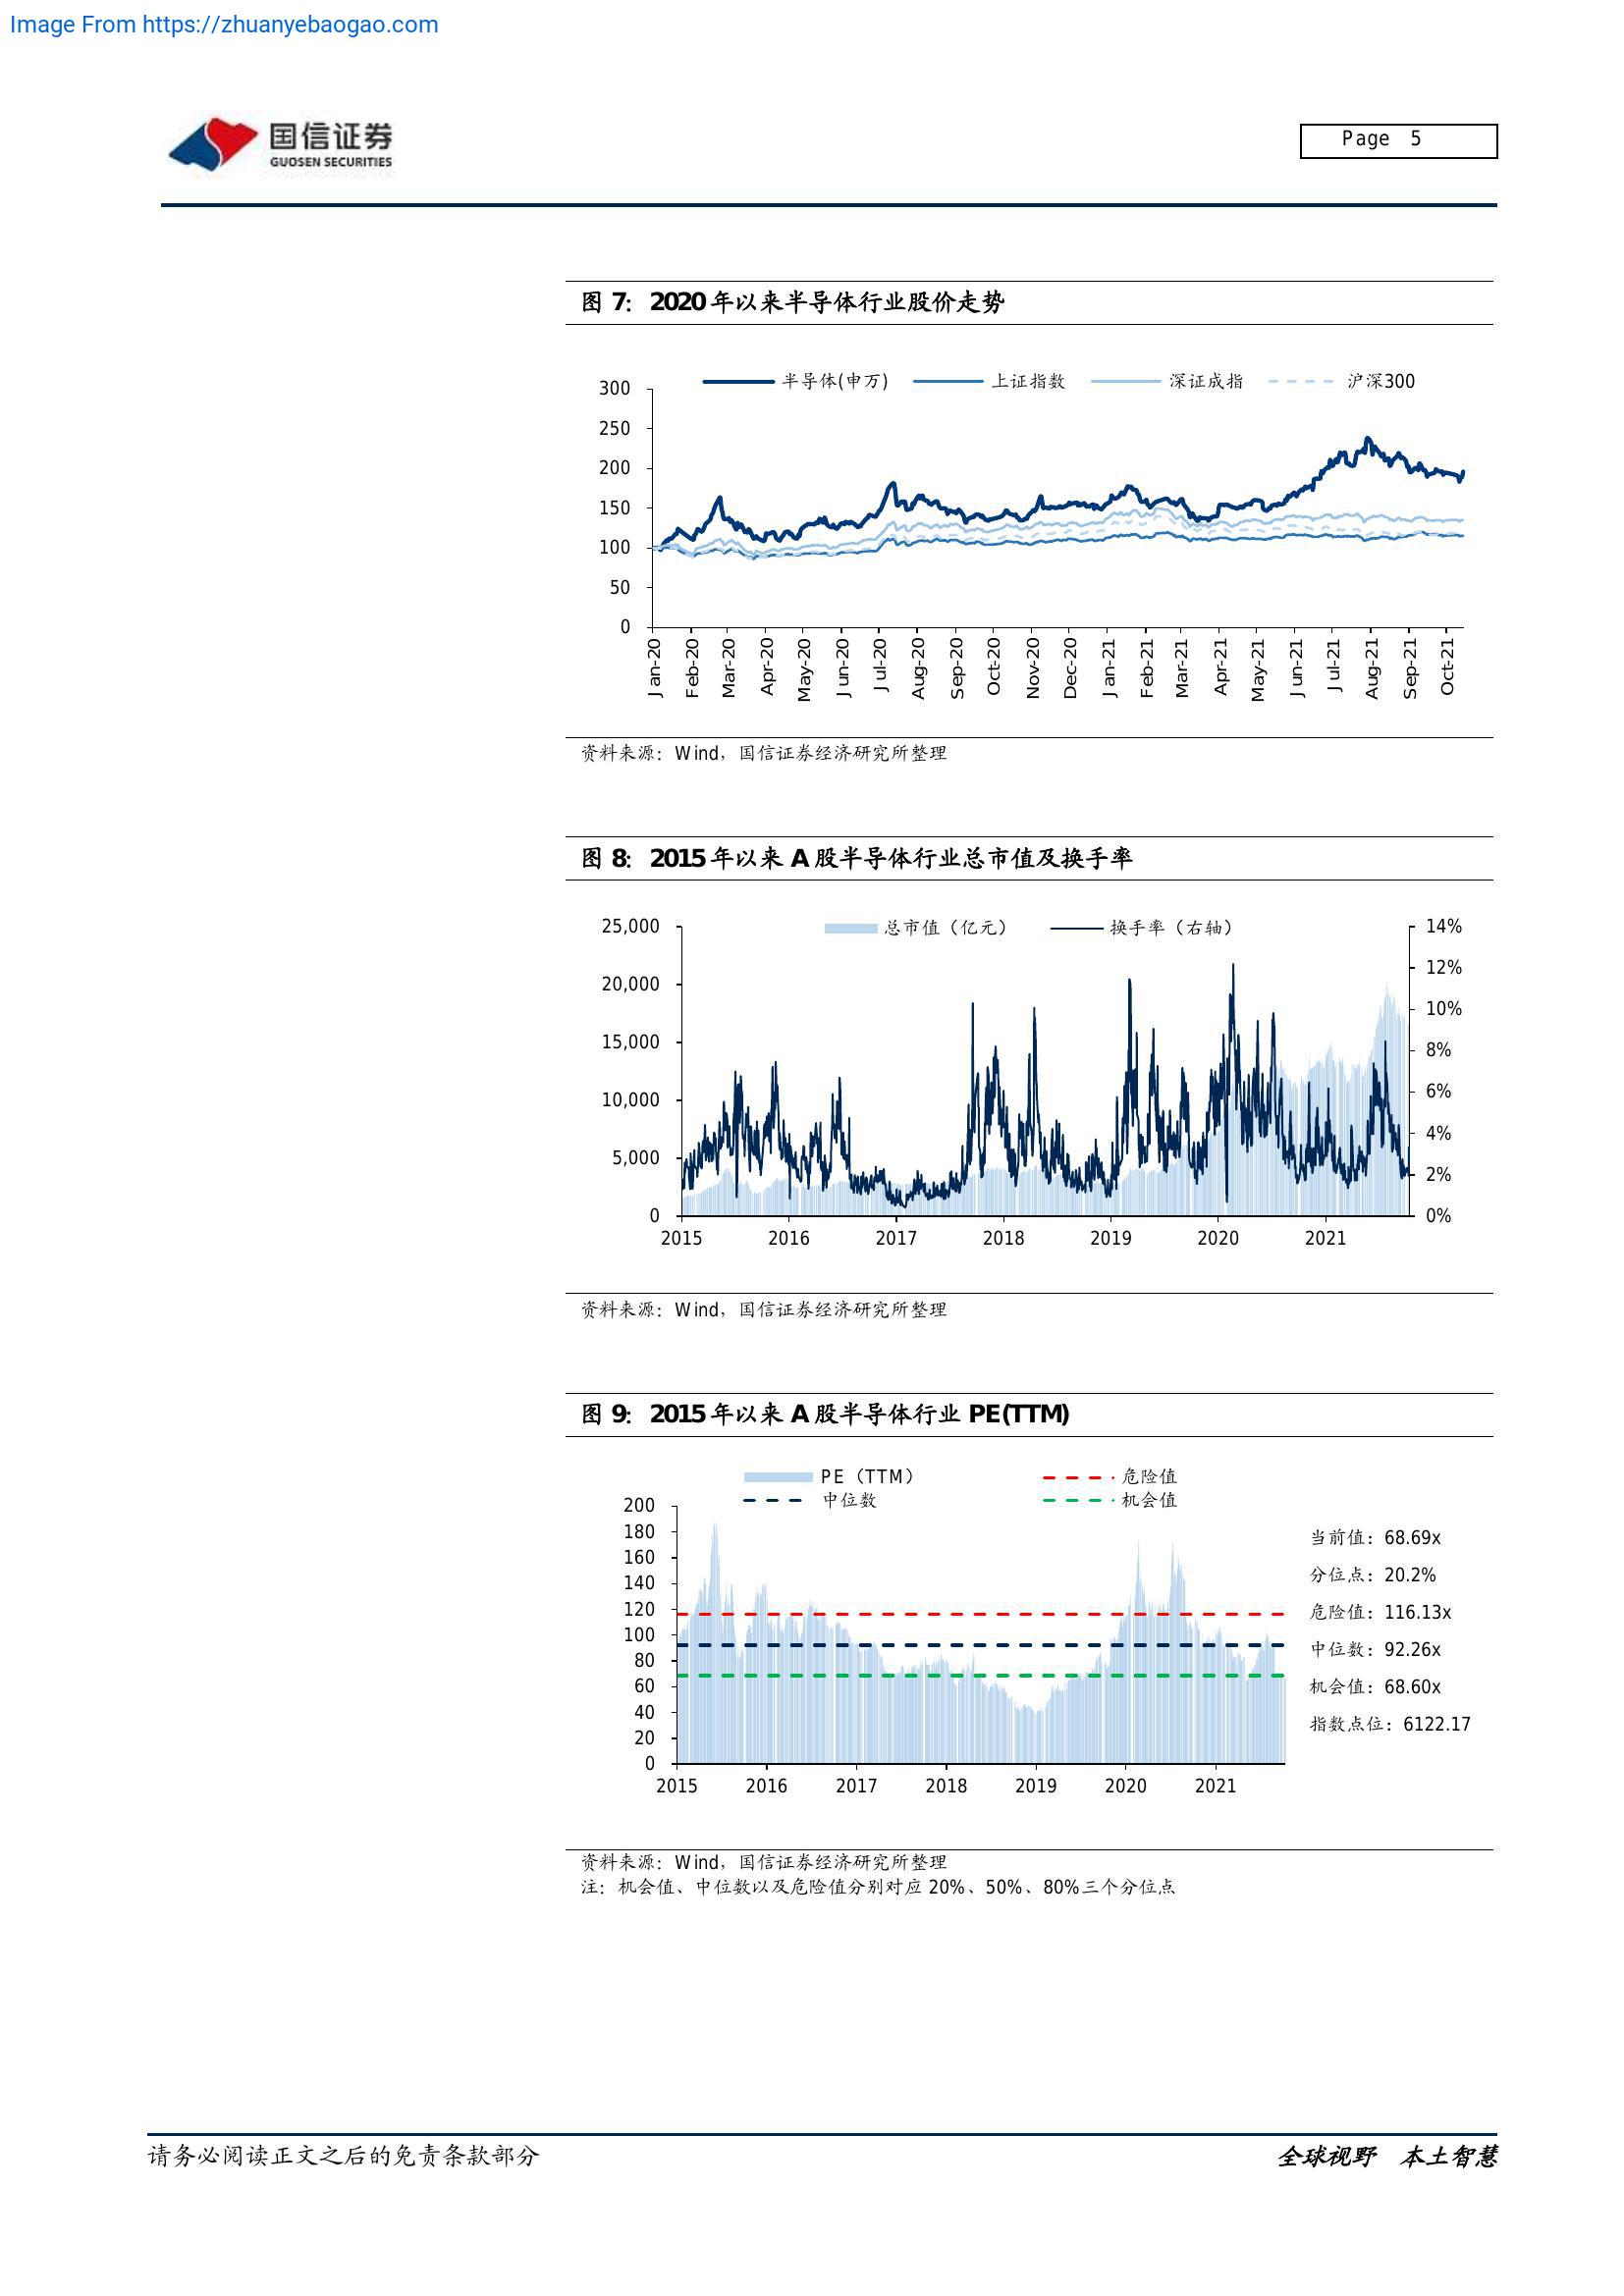 Image From https://zhuanyebaogao.com
国信证券
GUOSEN SECURITIES
Page 5
图 7: 2020年以来半导体行业股价走势
半导体(申万) 上证指数 深证成指 沪深300
300
250
200
150
100
50
0
Jan-20 Feb-20 Mar-20 Apr-20 May-20 Jun-20 Jul-20 Aug-20 Sep-20 Oct-20 Nov-20 Dec-20 Jan-21 Feb-21 Mar-21 Apr-21 May-21 Jun-21 Jul-21 Aug-21 Sep-21 Oct-21
资料来源：Wind，国信证券经济研究所整理
图 8: 2015年以来 A 股半导体行业总市值及换手率
总市值（亿元） 换手率（右轴）
25,000
20,000
15,000
10,000
5,000
0
14%
12%
10%
8%
6%
4%
2%
0%
2015 2016 2017 2018 2019 2020 2021
资料来源：Wind，国信证券经济研究所整理
图 9: 2015年以来 A 股半导体行业 PE(TTM)
PE（TTM） 危险值
中位数 机会值
200
180
160
140
120
100
80
60
40
20
0
2015 2016 2017 2018 2019 2020 2021
当前值：68.69x
分位点：20.2%
危险值：116.13x
中位数：92.26x
机会值：68.60x
指数点位：6122.17
资料来源：Wind，国信证券经济研究所整理
注：机会值、中位数以及危险值分别对应 20%、50%、80%三个分位点
请务必阅读正文之后的免责条款部分
全球视野 本土智慧